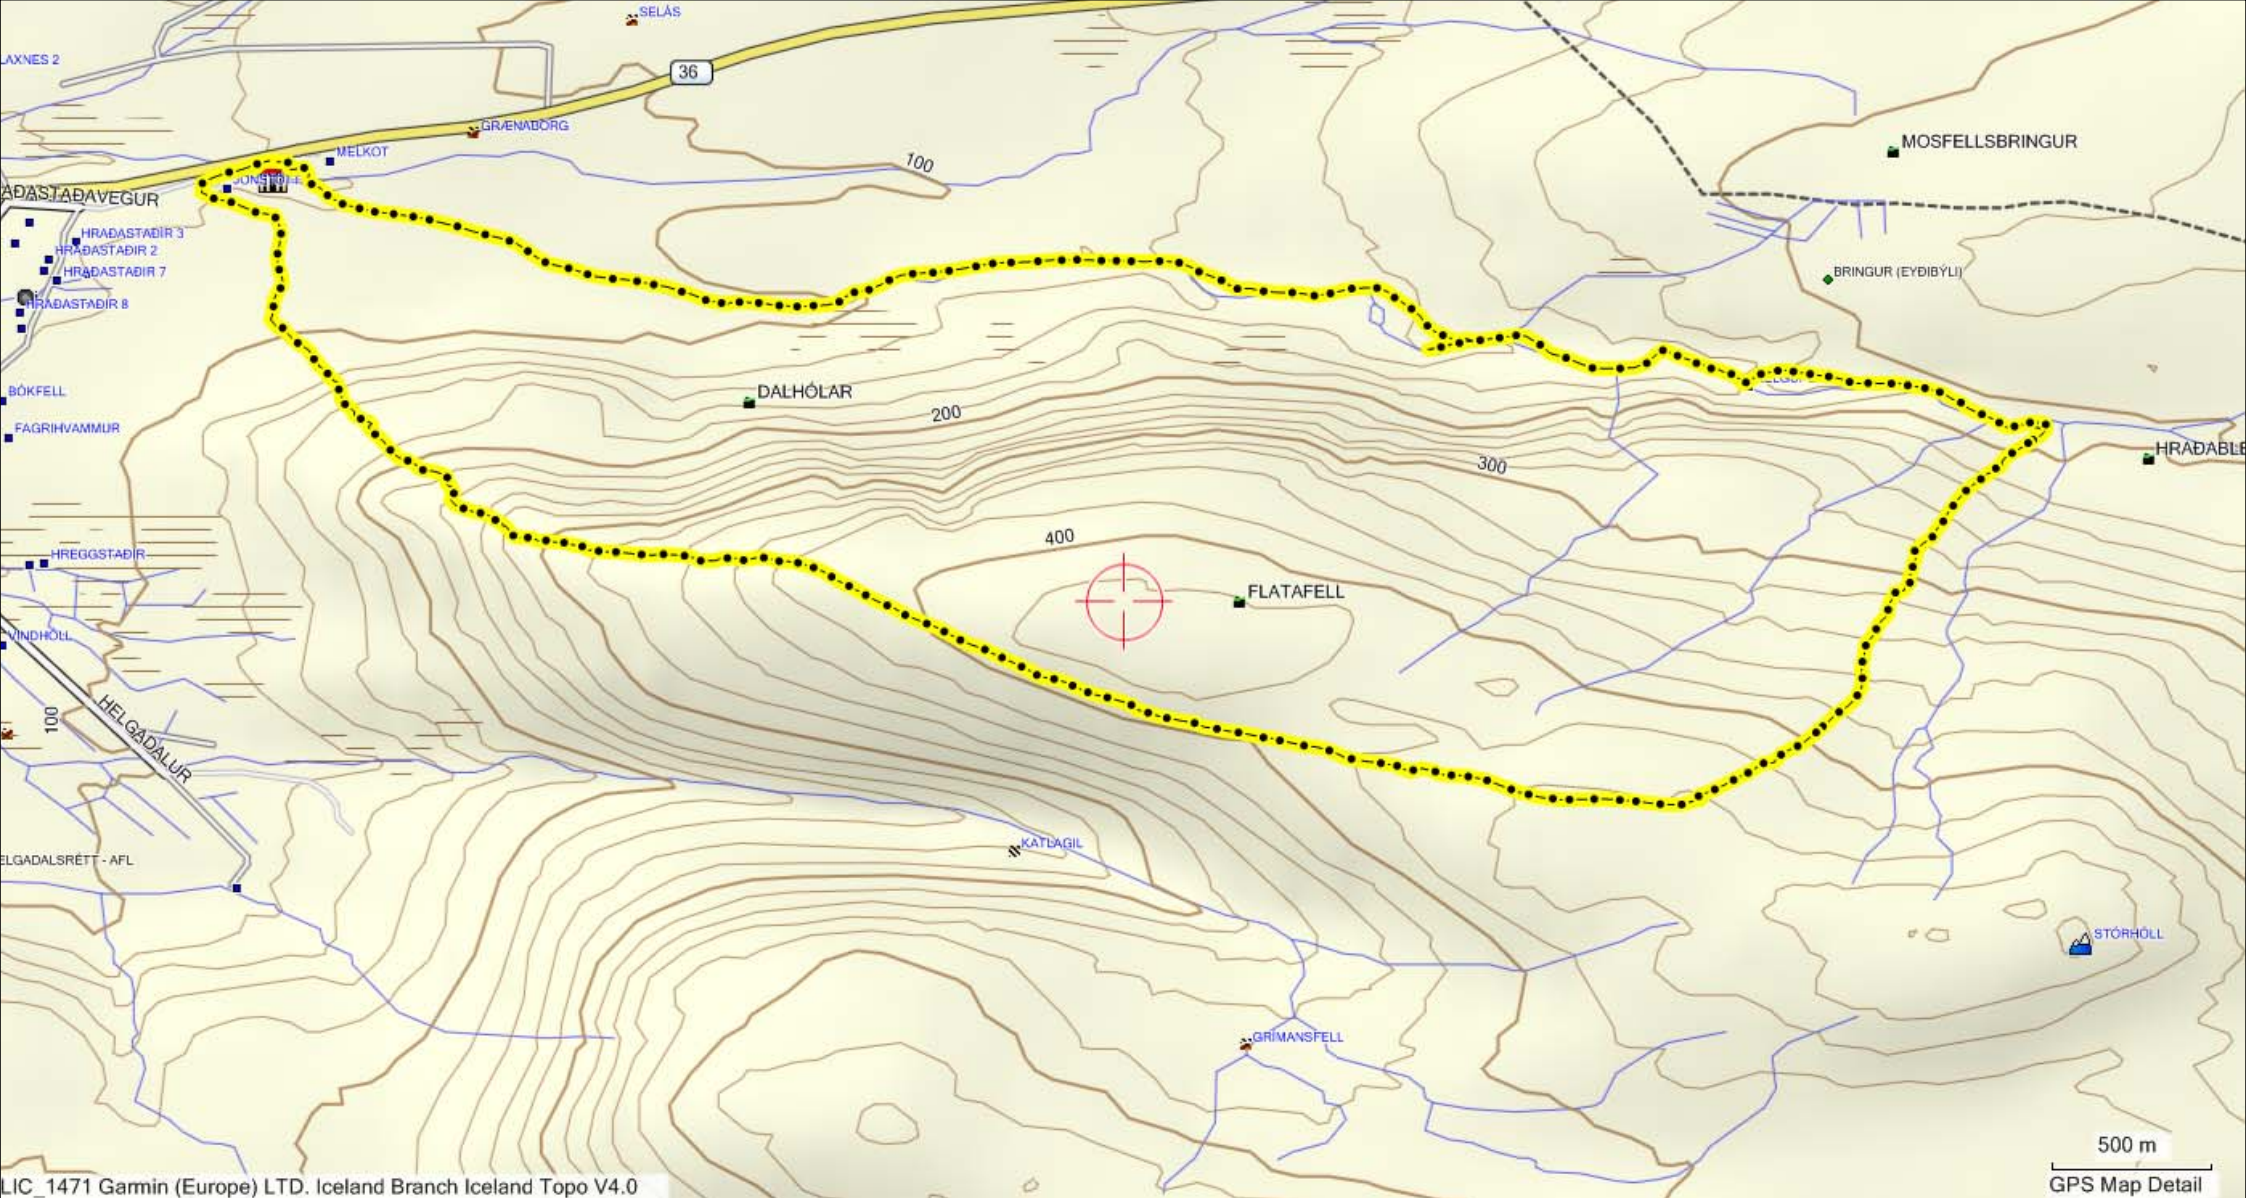 SELÁS
LAXNES 2
36
GRÆNABORG
MELKOT
100
MOSFELLSBRINGUR
AÐASTAÐAVEGUR
HRAÐASTAÐIR 3
HRAÐASTAÐIR 2
HRAÐASTAÐIR 7
BRINGUR (EYÐIBÝLI)
HRAÐASTAÐIR 8
BÓKFELL
DALHÓLAR
200
FAGRIHVAMMUR
HRAÐABLE
300
400
HREGGSTAÐIR
FLATAFELL
VINDHÓLL
100
HELGADALUR
KATLAGIL
ELGADALSRÉTT - AFL
STÓRHÓLL
GRÍMANSFELL
500 m
LIC_1471 Garmin (Europe) LTD. Iceland Branch Iceland Topo V4.0
GPS Map Detail